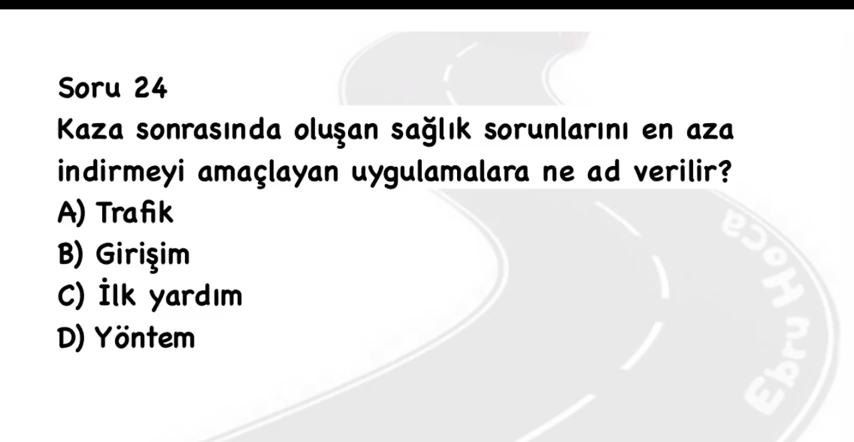 Soru 24
Kaza sonrasında oluşan sağlık sorunlarını en aza
indirmeyi amaçlayan uygulamalara ne ad verilir?
A) Trafik
B) Girişim
C) İlk yardım
D) Yöntem
Ebru Hoca